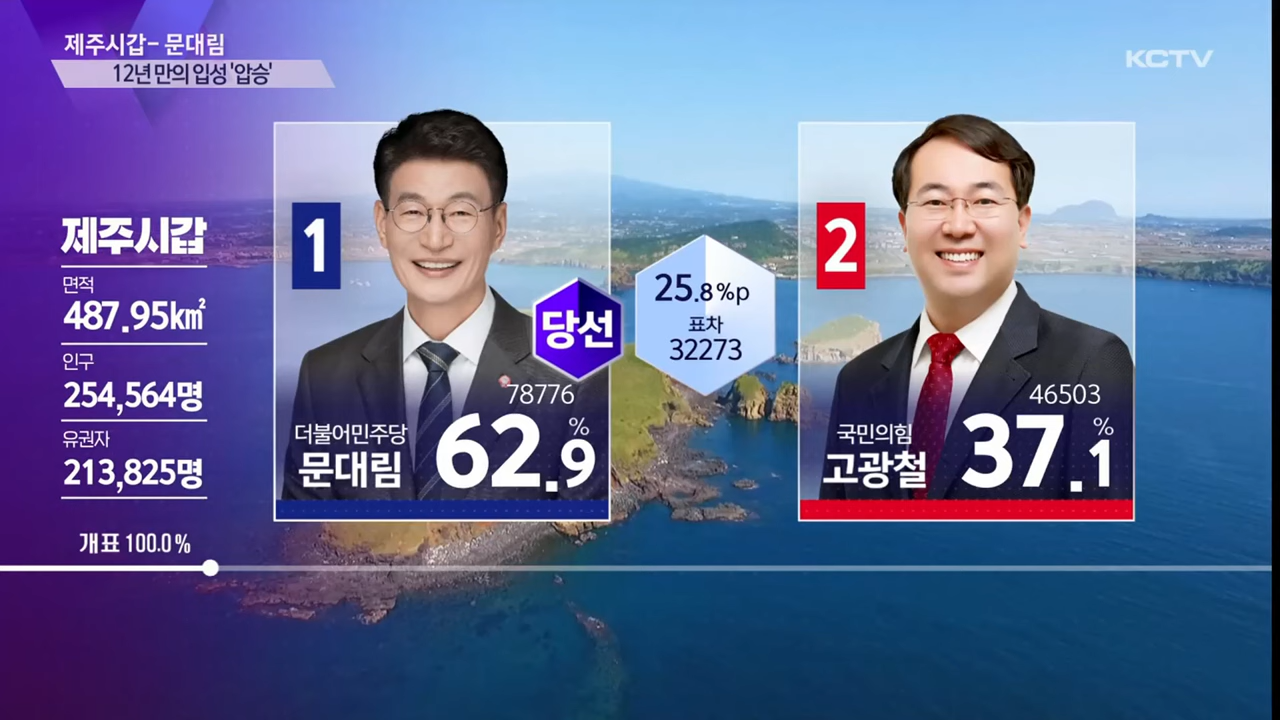 제주시갑- 문대림
12년 만의 입성 '압승'
KCTV
제주시갑
면적
487.95㎢
인구
254,564명
유권자
213,825명
개표 100.0%
1
당선
78776
더불어민주당
문대림
62.9%
25.8%p
표차
32273
2
46503
국민의힘
고광철
37.1%